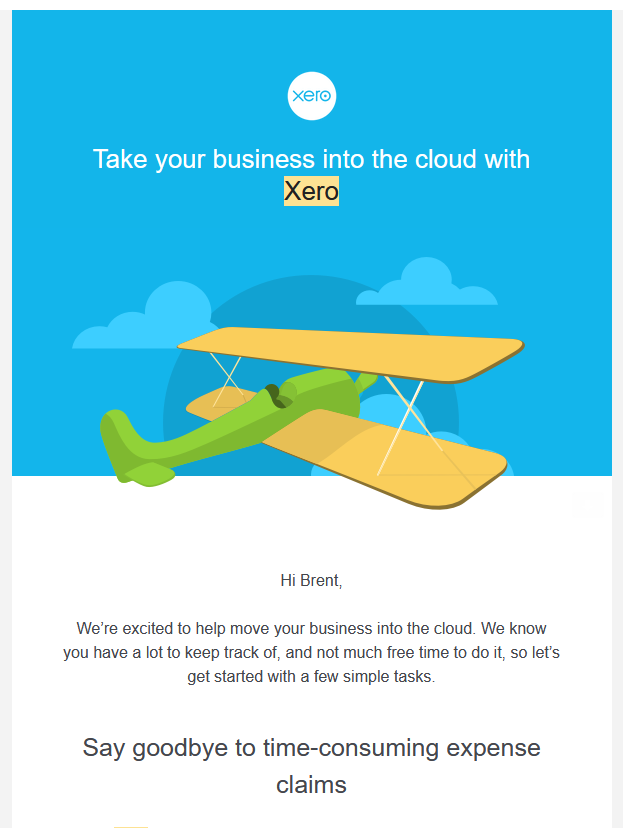 xero
Take your business into the cloud with
Xero
Hi Brent,
We’re excited to help move your business into the cloud. We know
you have a lot to keep track of, and not much free time to do it, so let’s
get started with a few simple tasks.
Say goodbye to time-consuming expense
claims